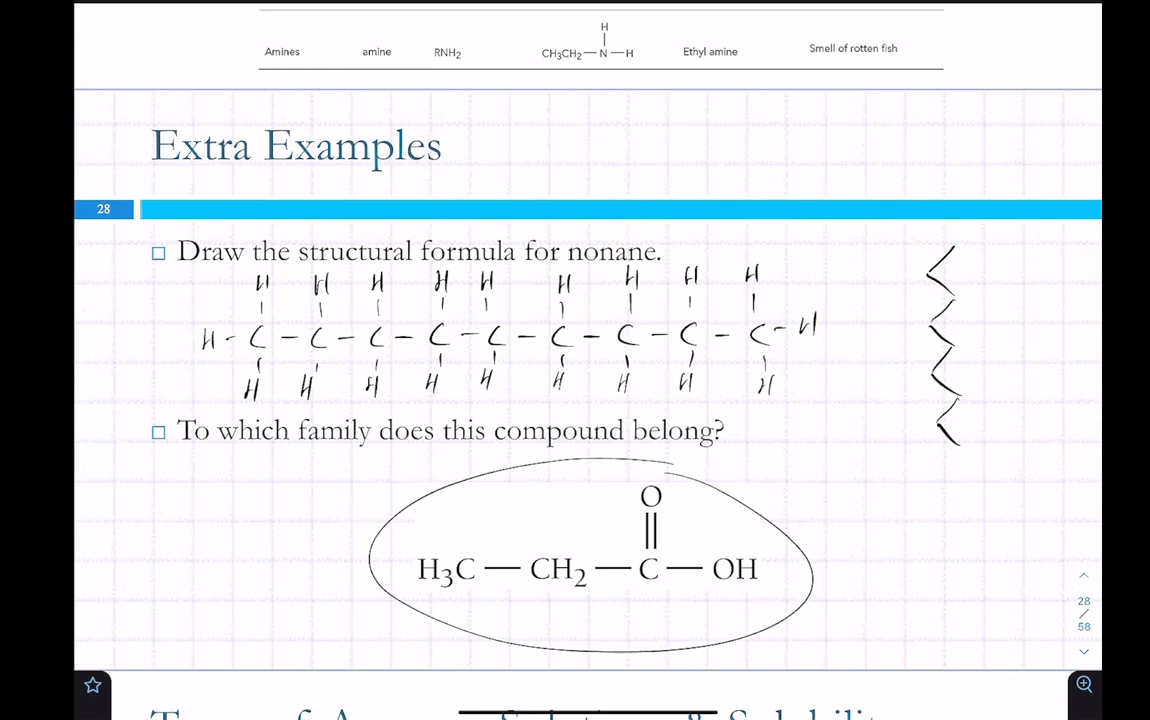 H
Amines amine RNH₂ CH₃CH₂—N—H Ethyl amine Smell of rotten fish
Extra Examples
28
Draw the structural formula for nonane.
H H H H H H H H H
H - C - C - C - C - C - C - C - C - C - H
H H H H H H H H H
To which family does this compound belong?
O
H₃C — CH₂ — C — OH
28
/
58